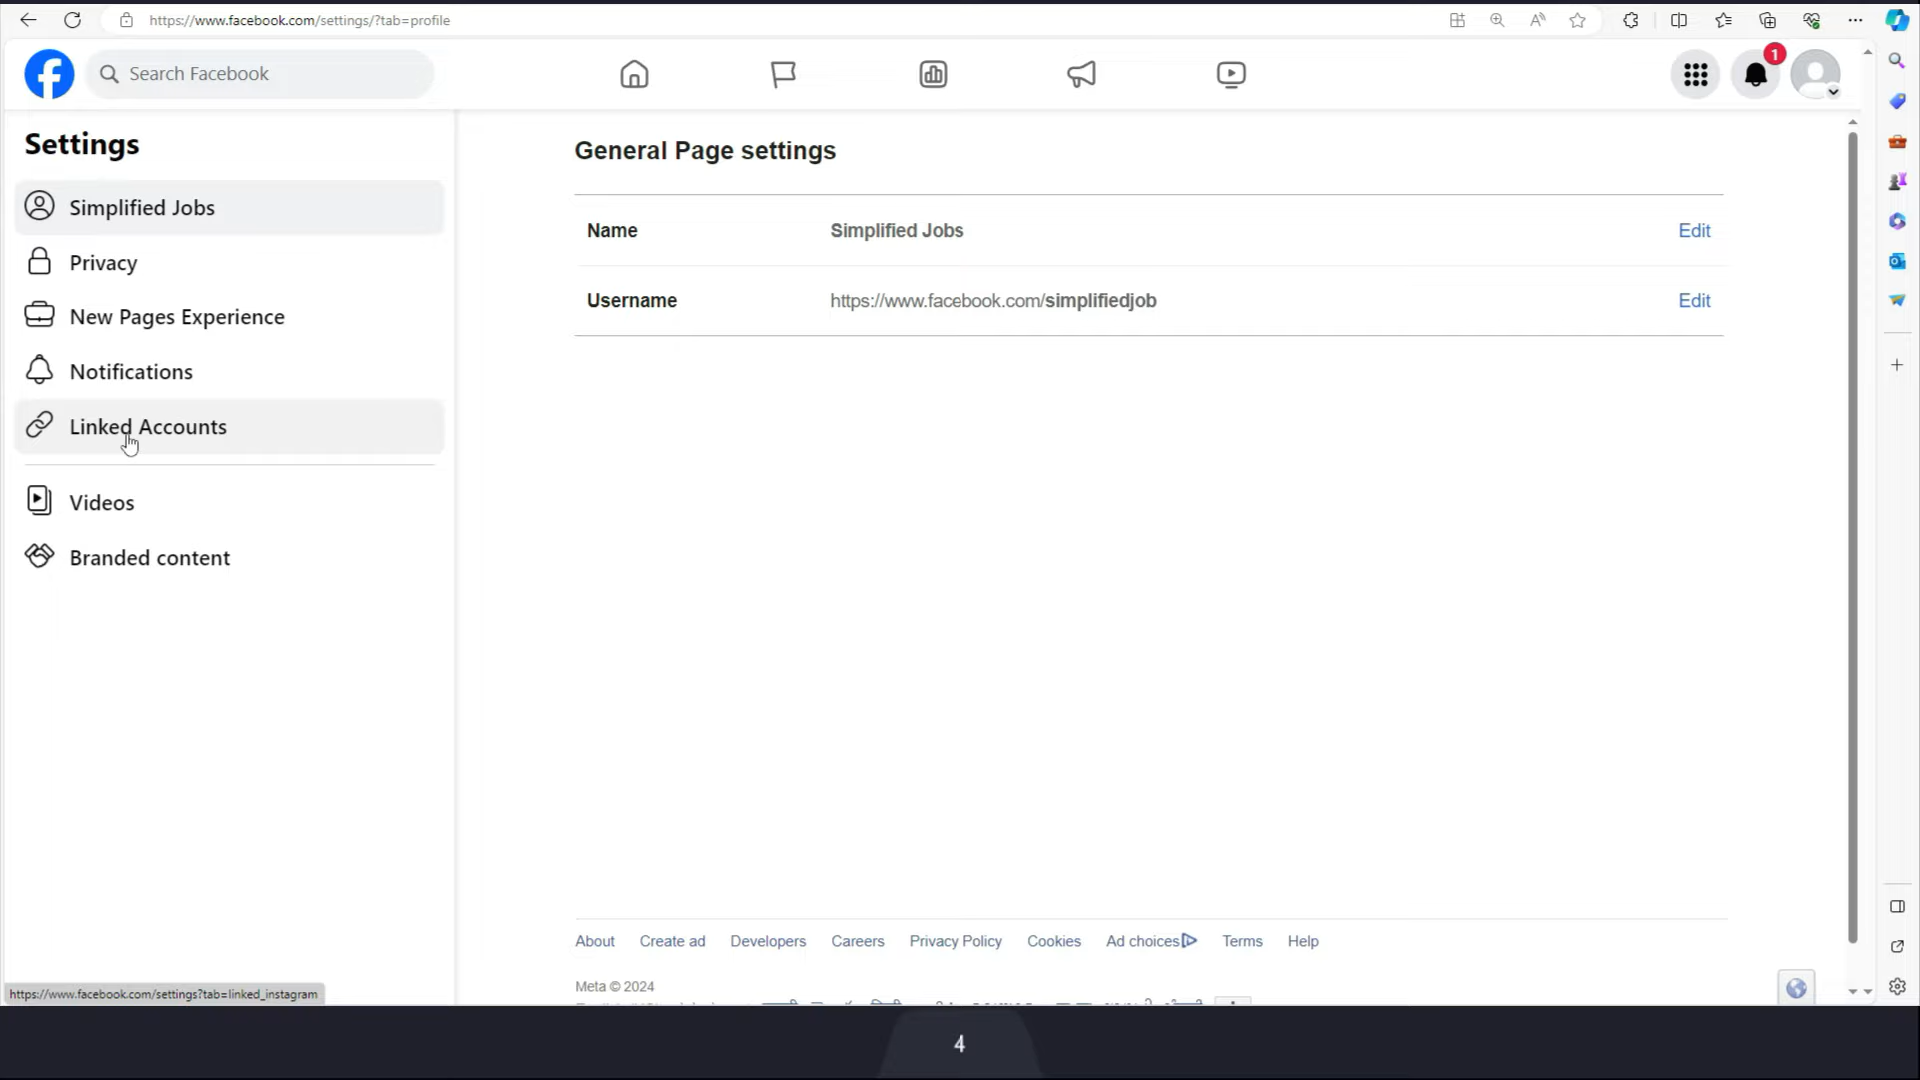 https://www.facebook.com/settings/?tab=profile
Search Facebook
1
Settings
Simplified Jobs
Privacy
New Pages Experience
Notifications
Linked Accounts
Videos
Branded content
General Page settings
Name Simplified Jobs Edit
Username https://www.facebook.com/simplifiedjob Edit
About Create ad Developers Careers Privacy Policy Cookies Ad choices Terms Help
Meta © 2024
https://www.facebook.com/settings?tab=linked_instagram
4